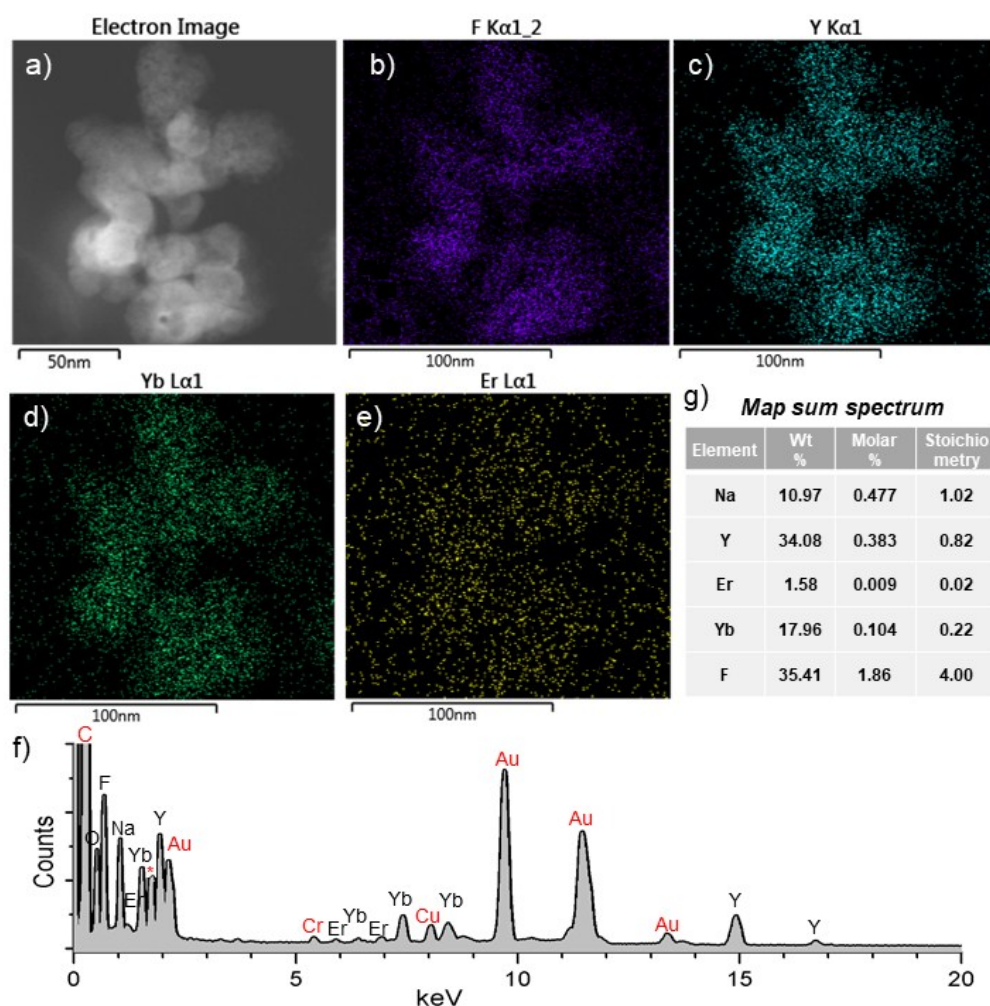 Electron Image
F Kα1_2
Y Kα1
a)
b)
c)
50nm
100nm
100nm
Yb Lα1
Er Lα1
d)
e)
100nm
100nm
g)
Map sum spectrum
Element Wt % Molar % Stoichio metry
Na 10.97 0.477 1.02
Y 34.08 0.383 0.82
Er 1.58 0.009 0.02
Yb 17.96 0.104 0.22
F 35.41 1.86 4.00
f)
Counts
C
O
F
Na
Er
Yb
*
Y
Au
Cr
Er
Yb
Er
Yb
Cu
Yb
Au
Au
Au
Y
Y
0 5 10 15 20
keV